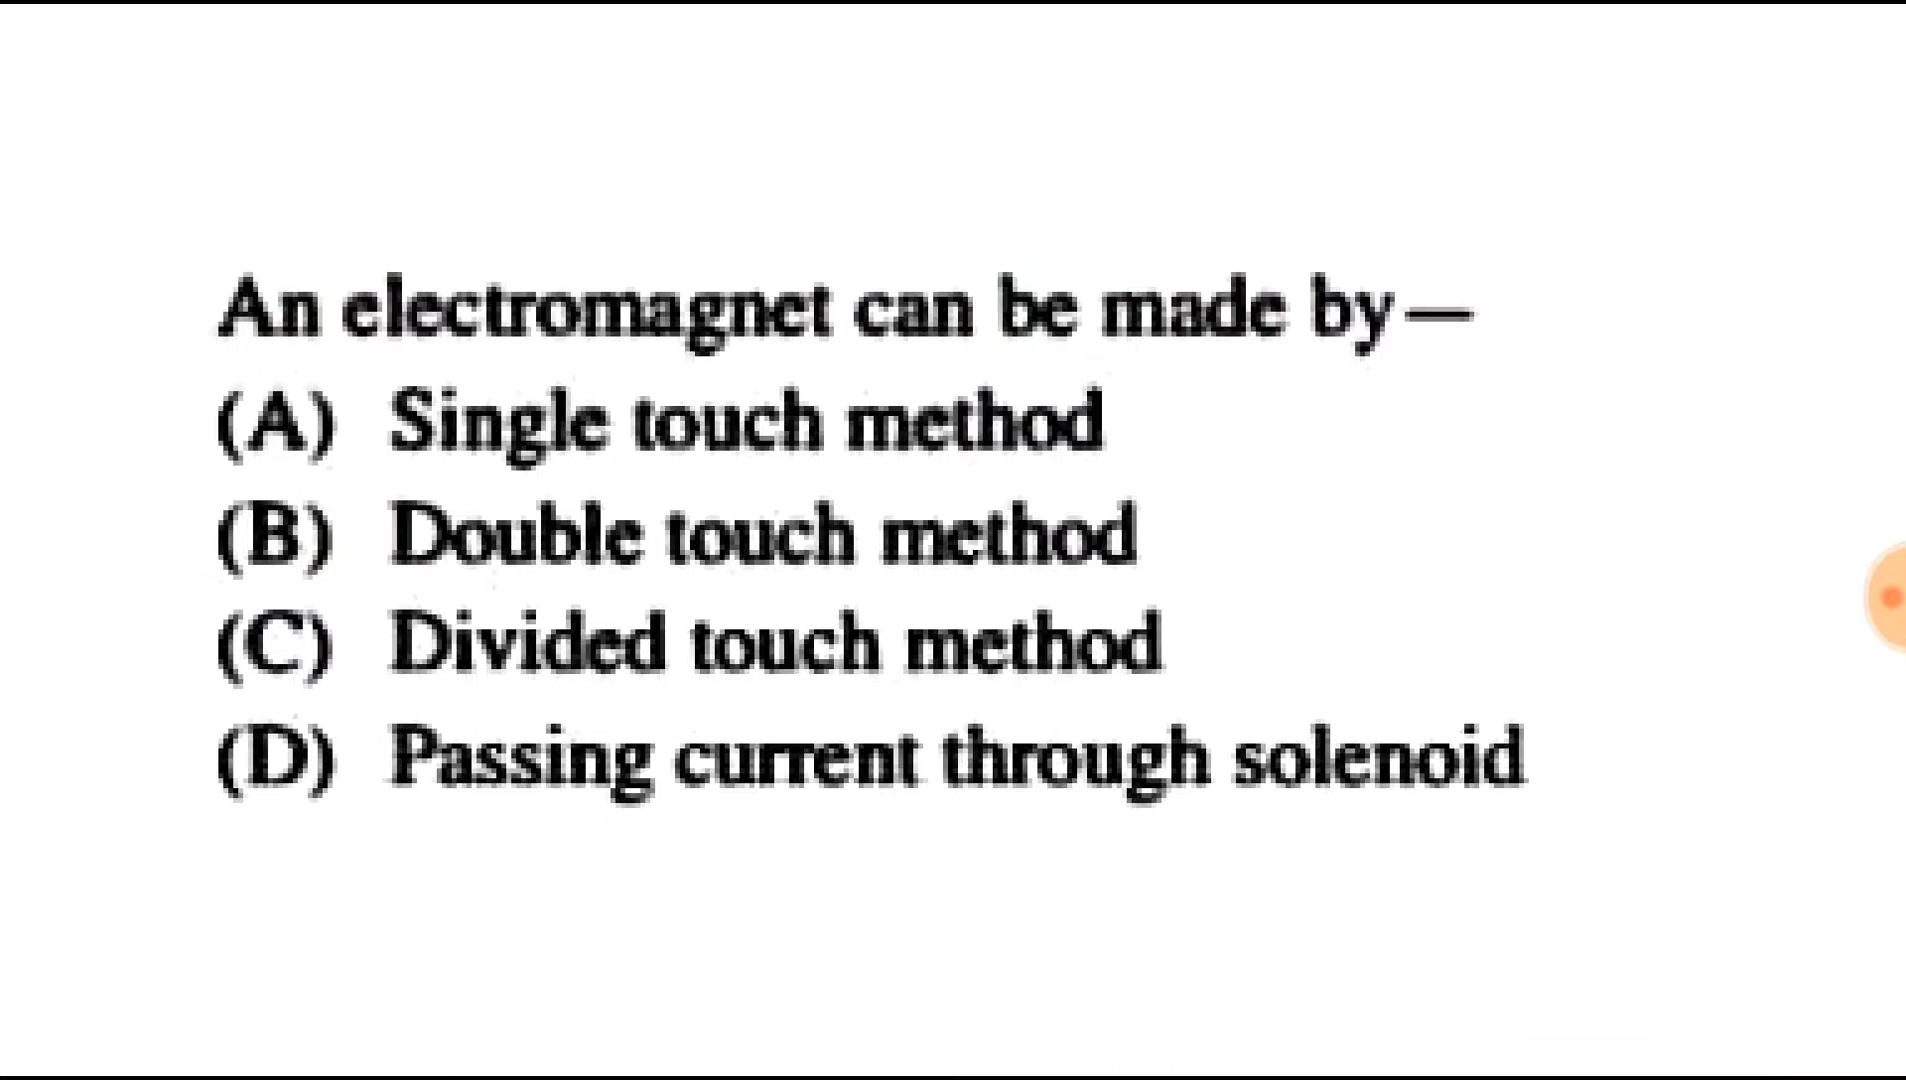 An electromagnet can be made by—
(A) Single touch method
(B) Double touch method
(C) Divided touch method
(D) Passing current through solenoid